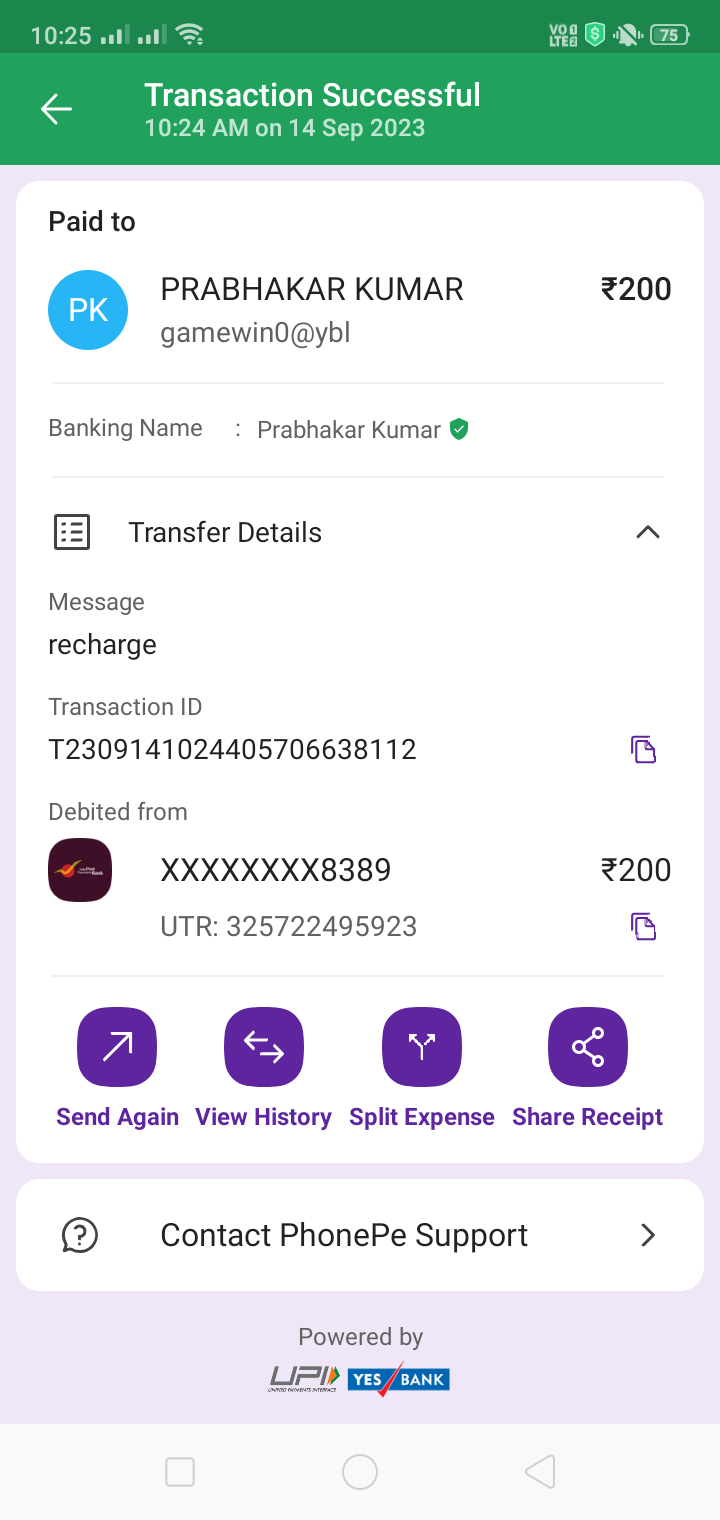 10:25 VO LTE 75
Transaction Successful
10:24 AM on 14 Sep 2023
Paid to
PK PRABHAKAR KUMAR ₹200
gamewin0@ybl
Banking Name : Prabhakar Kumar
Transfer Details
Message
recharge
Transaction ID
T2309141024405706638112
Debited from
XXXXXXXX8389 ₹200
UTR: 325722495923
Send Again View History Split Expense Share Receipt
Contact PhonePe Support
Powered by
UPI YES BANK
UNIFIED PAYMENTS INTERFACE